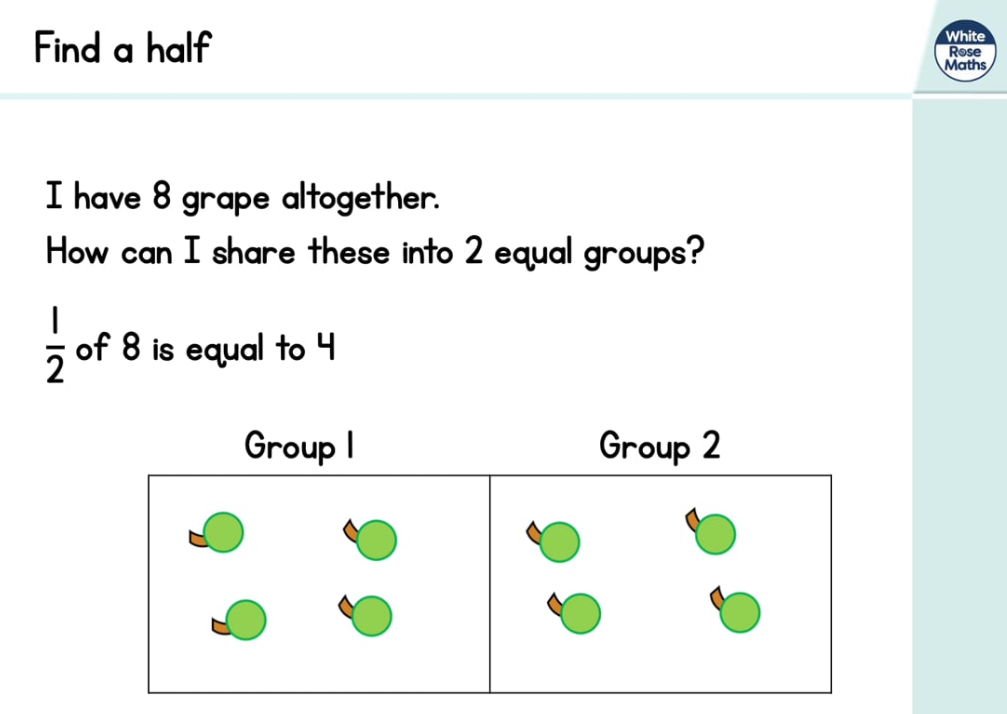 Find a half
White
Rose
Maths
I have 8 grape altogether.
How can I share these into 2 equal groups?
1/2 of 8 is equal to 4
Group 1 Group 2